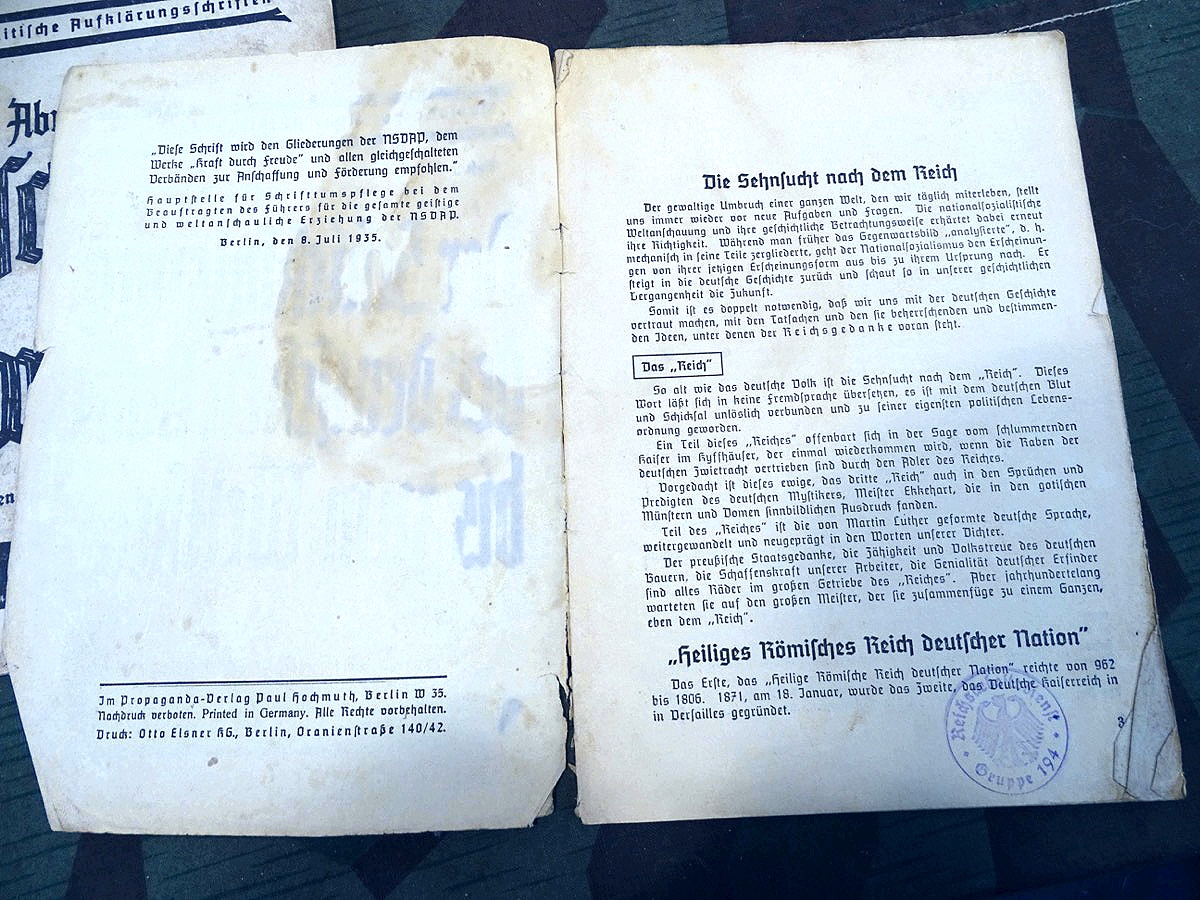 itische Aufklärungsschriften
Ab
en
„Diese Schrift wird den Gliederungen der NSDAP, dem
Werke „Kraft durch Freude" und allen gleichgeschalteten
Verbänden zur Anschaffung und Förderung empfohlen."
Hauptstelle für Schrifttumspflege bei dem
Beauftragten des Führers für die gesamte geistige
und weltanschauliche Erziehung der NSDAP.
Berlin, den 8. Juli 1935.
Im Propaganda-Verlag Paul Hochmuth, Berlin W 35.
Nachdruck verboten. Printed in Germany. Alle Rechte vorbehalten.
Druck: Otto Elsner KG., Berlin, Oranienstraße 140/42.
Die Sehnsucht nach dem Reich
Der gewaltige Umbruch einer ganzen Welt, den wir täglich miterleben, stellt
uns immer wieder vor neue Aufgaben und Fragen. Die nationalsozialistische
Weltanschauung und ihre geschichtliche Betrachtungsweise erhärtet dabei erneut
ihre Richtigkeit. Während man früher das Gegenwartsbild „analysierte", d. h.
mechanisch in seine Teile zergliederte, geht der Nationalsozialismus den Erscheinun-
gen von ihrer jetzigen Erscheinungsform aus bis zu ihrem Ursprung nach. Er
steigt in die deutsche Geschichte zurück und schaut so in unserer geschichtlichen
Vergangenheit die Zukunft.
Somit ist es doppelt notwendig, daß wir uns mit der deutschen Geschichte
vertraut machen, mit den Tatsachen und den sie beherrschenden und bestimmen-
den Ideen, unter denen der Reichsgedanke voran steht.
Das „Reich"
So alt wie das deutsche Volk ist die Sehnsucht nach dem „Reich". Dieses
Wort läßt sich in keine Fremdsprache übersetzen, es ist mit dem deutschen Blut
und Schicksal unlöslich verbunden und zu seiner eigensten politischen Lebens-
ordnung geworden.
Ein Teil dieses „Reiches" offenbart sich in der Sage vom schlummernden
Kaiser im Kyffhäuser, der einmal wiederkommen wird, wenn die Raben der
deutschen Zwietracht vertrieben sind durch den Adler des Reiches.
Vorgedacht ist dieses ewige, das dritte „Reich" auch in den Sprüchen und
Predigten des deutschen Mystikers, Meister Ekkehart, die in den gotischen
Münstern und Domen sinnbildlichen Ausdruck fanden.
Teil des „Reiches" ist die von Martin Luther geformte deutsche Sprache,
weitergewandelt und neugeprägt in den Worten unserer Dichter.
Der preußische Staatsgedanke, die Zähigkeit und Volkstreue des deutschen
Bauern, die Schaffenskraft unserer Arbeiter, die Genialität deutscher Erfinder
sind alles Räder im großen Getriebe des „Reiches". Aber jahrhundertelang
warteten sie auf den großen Meister, der sie zusammenfüge zu einem Ganzen,
eben dem „Reich".
„Heiliges Römisches Reich deutscher Nation"
Das Erste, das „Heilige Römische Reich deutscher Nation" reichte von 962
bis 1806. 1871, am 18. Januar, wurde das Zweite, das Deutsche Kaiserreich in
in Versailles gegründet.
3
Gruppe 194